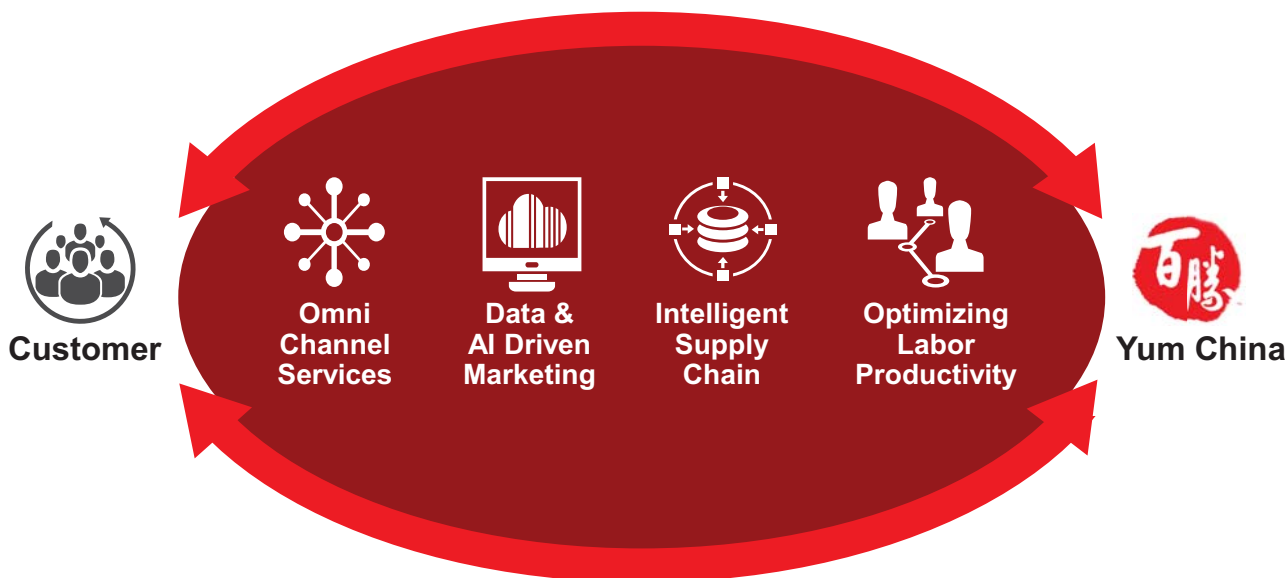 Customer
Omni
Channel
Services
Data &
AI Driven
Marketing
Intelligent
Supply
Chain
Optimizing
Labor
Productivity
百勝
Yum China